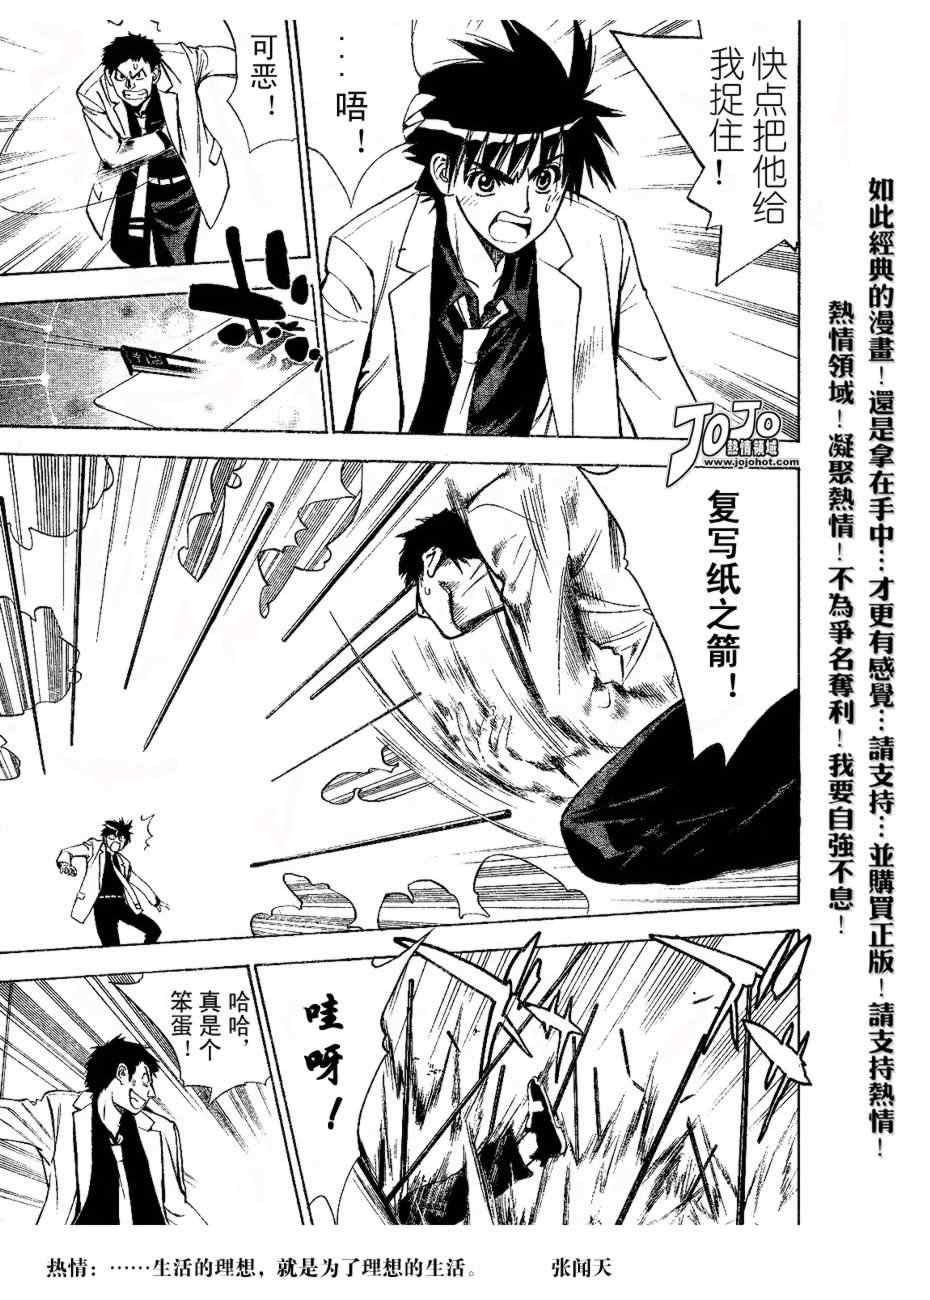 快点把他给
我捉住！
……唔！
可恶！
JoJo
熱情領域
www.jojohot.com
复写纸之箭！
哇
呀！
哈哈，
真是个
笨蛋！
如此經典的漫畫！還是拿在手中…才更有感覺…請支持…並購買正版！請支持熱情！
熱情領域！凝聚熱情！不為爭名奪利！我要自強不息！
热情：……生活的理想，就是为了理想的生活。 张闻天